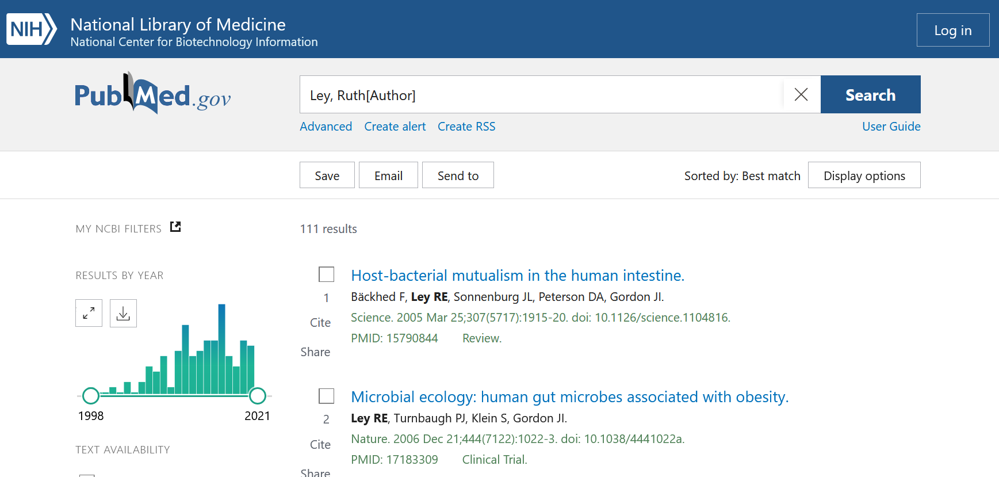 NIH National Library of Medicine
National Center for Biotechnology Information
Log in
PubMed.gov
Ley, Ruth[Author]
Search
Advanced Create alert Create RSS User Guide
Save Email Send to Sorted by: Best match Display options
MY NCBI FILTERS
111 results
RESULTS BY YEAR
1998 2021
TEXT AVAILABILITY
Host-bacterial mutualism in the human intestine.
1 Bäckhed F, Ley RE, Sonnenburg JL, Peterson DA, Gordon JI.
Cite Science. 2005 Mar 25;307(5717):1915-20. doi: 10.1126/science.1104816.
PMID: 15790844 Review.
Share
Microbial ecology: human gut microbes associated with obesity.
2 Ley RE, Turnbaugh PJ, Klein S, Gordon JI.
Cite Nature. 2006 Dec 21;444(7122):1022-3. doi: 10.1038/4441022a.
PMID: 17183309 Clinical Trial.
Share